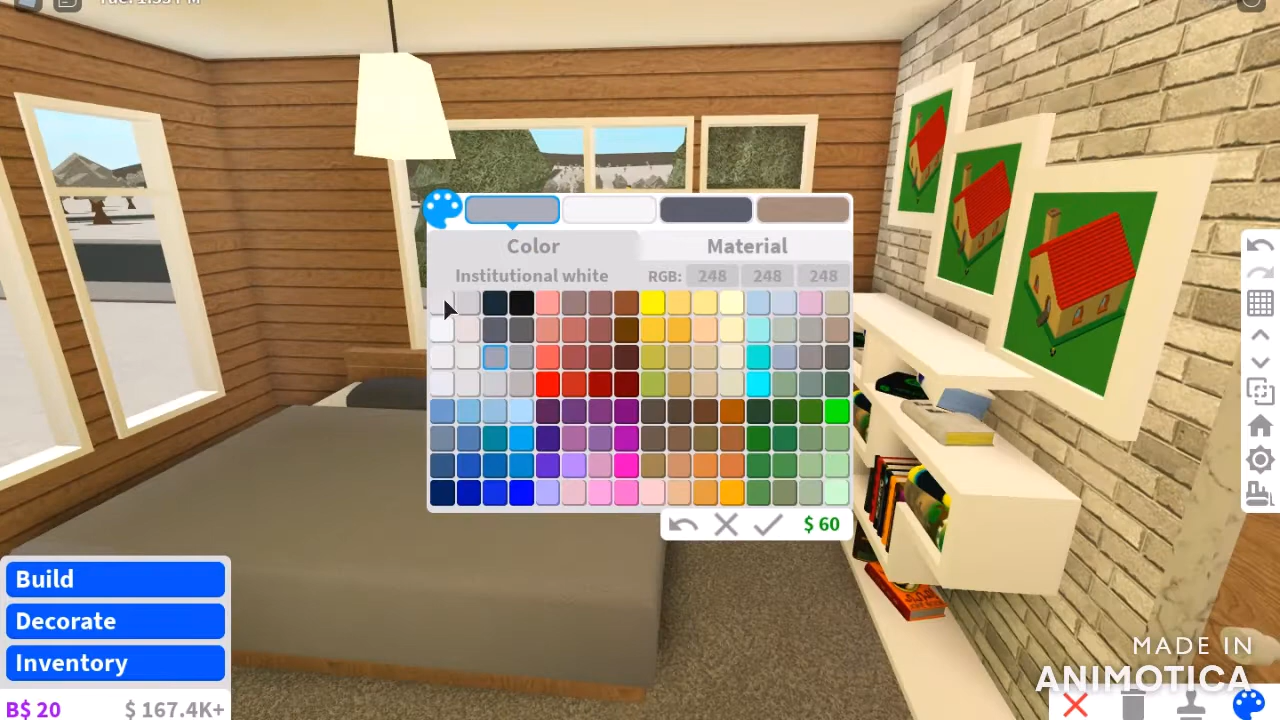 Color
Material
Institutional white
RGB: 248 248 248
$ 60
Build
Decorate
Inventory
B$ 20
$ 167.4K+
MADE IN
ANIMOTICA